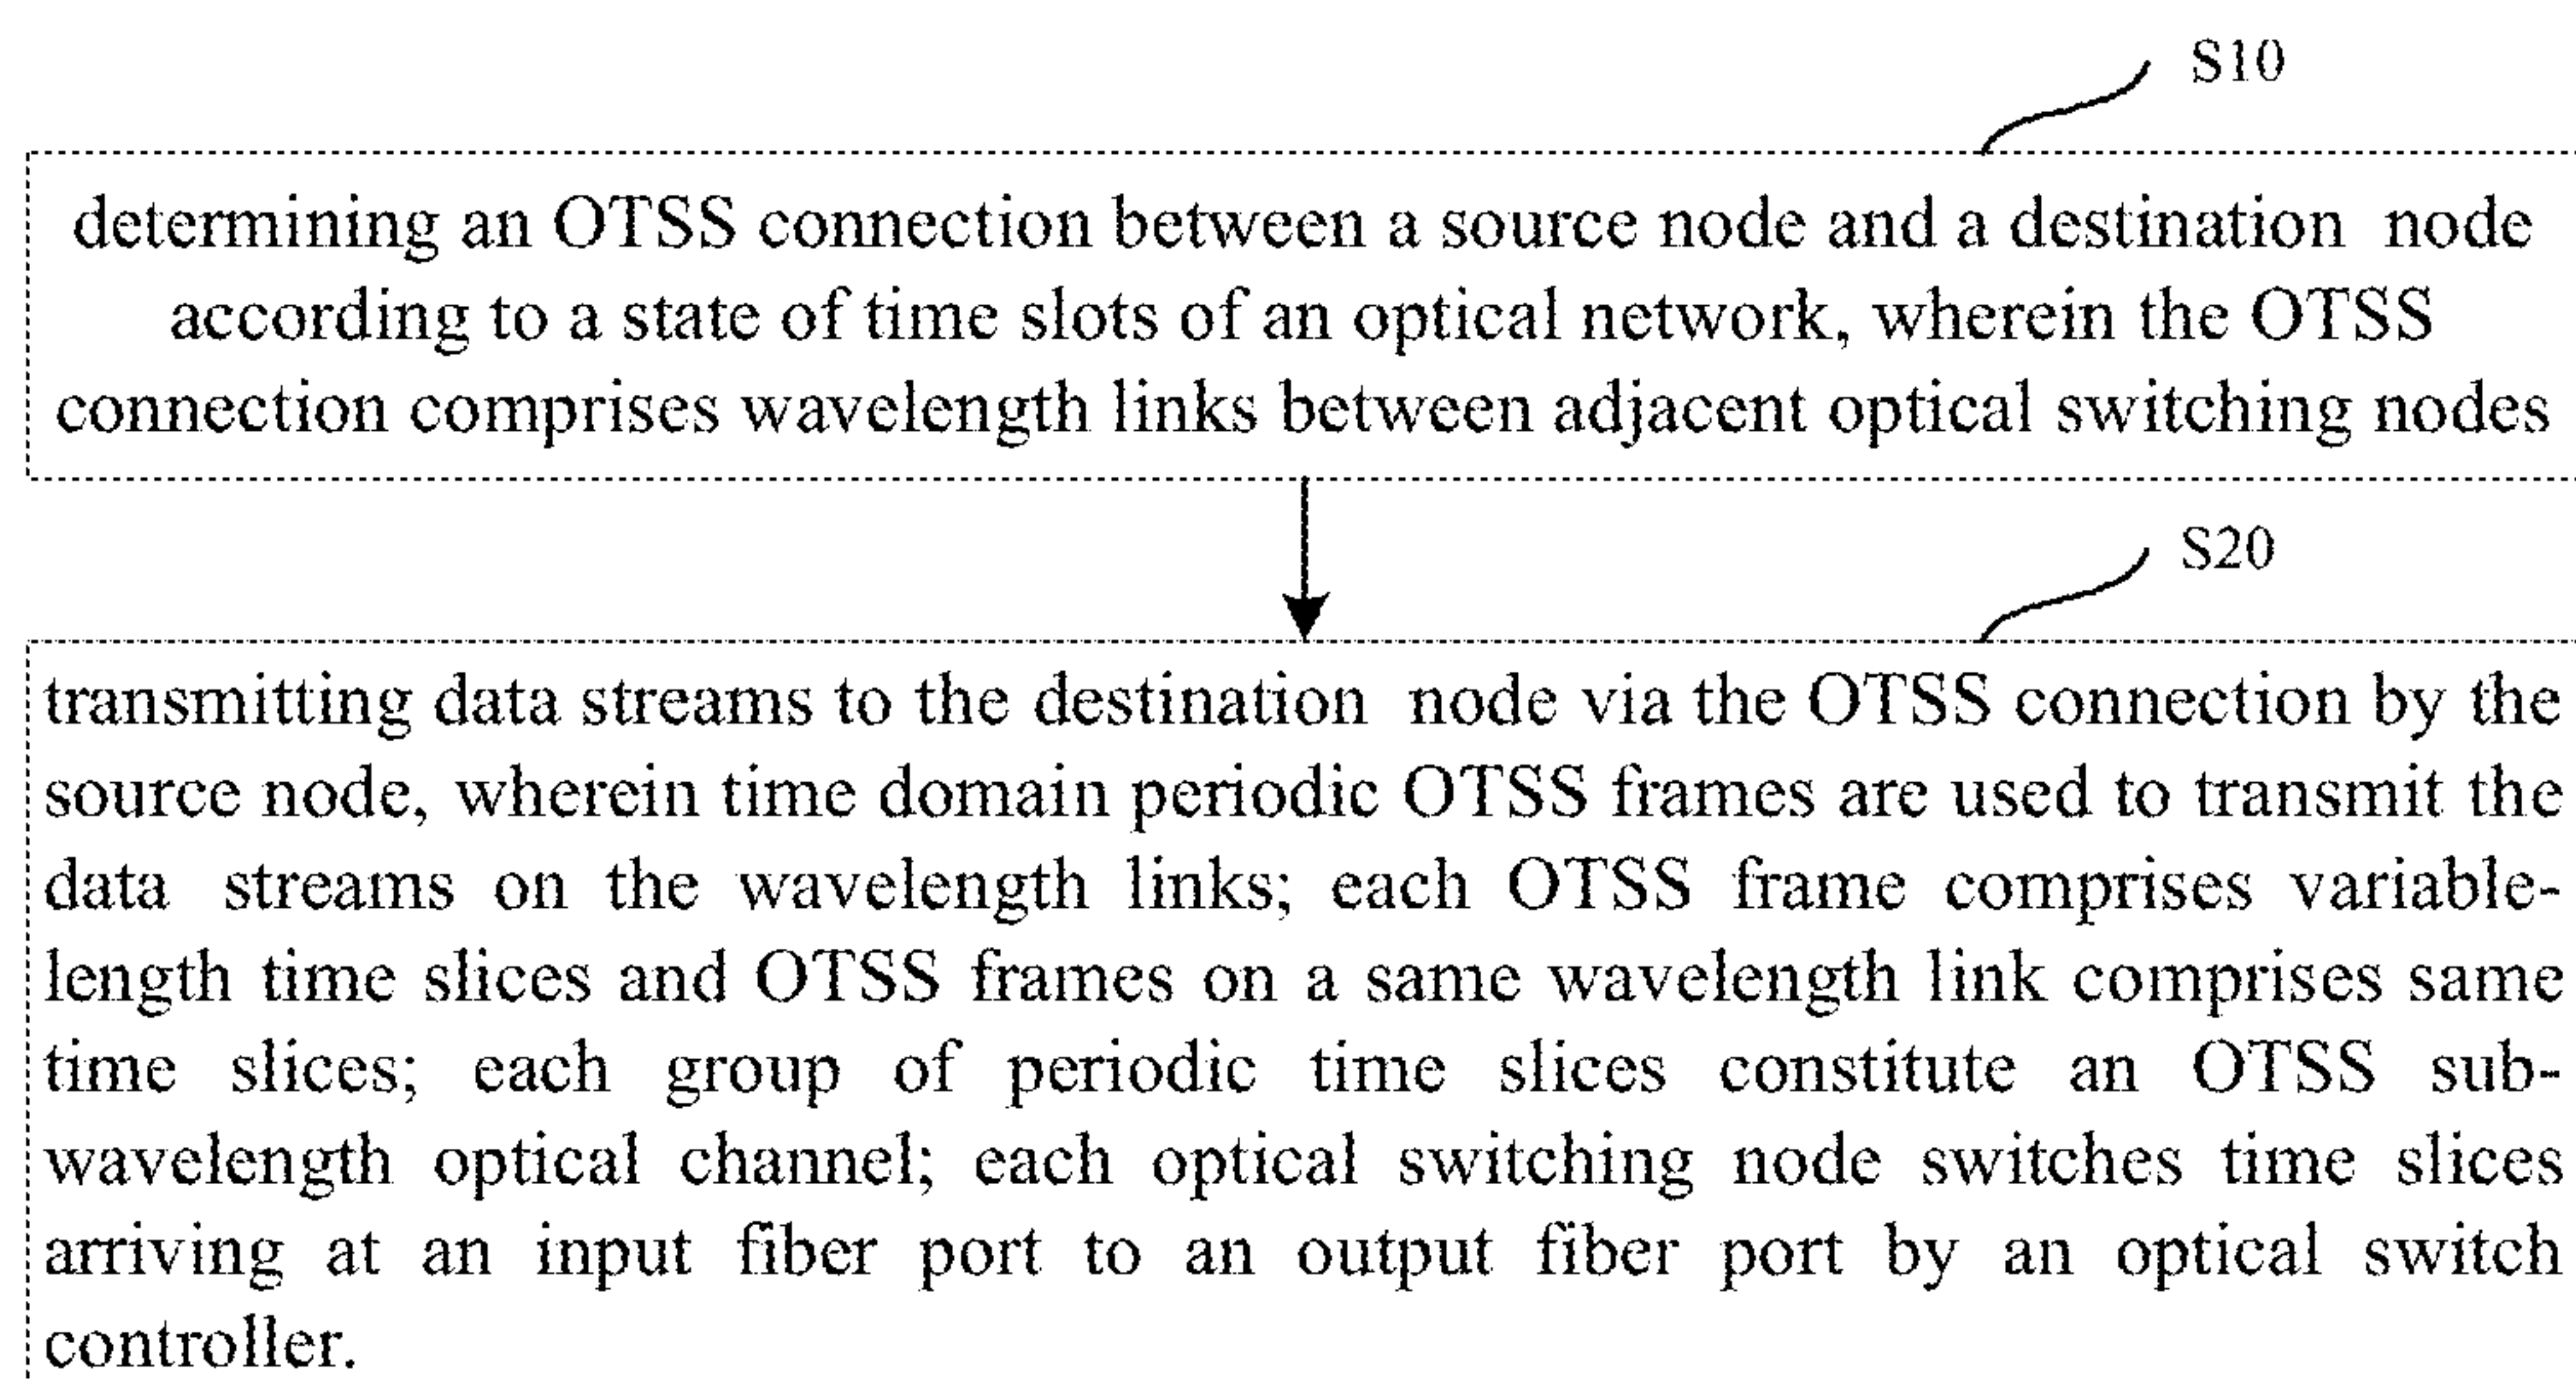 S10
determining an OTSS connection between a source node and a destination node
according to a state of time slots of an optical network, wherein the OTSS
connection comprises wavelength links between adjacent optical switching nodes
S20
transmitting data streams to the destination node via the OTSS connection by the
source node, wherein time domain periodic OTSS frames are used to transmit the
data streams on the wavelength links; each OTSS frame comprises variable-
length time slices and OTSS frames on a same wavelength link comprises same
time slices; each group of periodic time slices constitute an OTSS sub-
wavelength optical channel; each optical switching node switches time slices
arriving at an input fiber port to an output fiber port by an optical switch
controller.